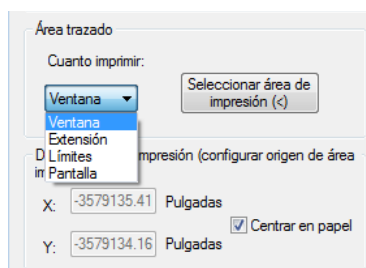 Área trazado
Cuanto imprimir:
Ventana
Seleccionar área de
impresión (<)
Ventana
Extensión
Límites
Pantalla
impresión (configurar origen de área
X: -3579135.41 Pulgadas
Centrar en papel
Y: -3579134.16 Pulgadas